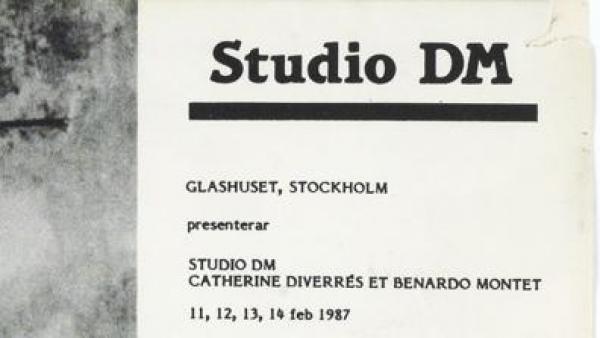 Studio DM
GLASHUSET, STOCKHOLM
presenterar
STUDIO DM
CATHERINE DIVERRÉS ET BENARDO MONTET
11, 12, 13, 14 feb 1987